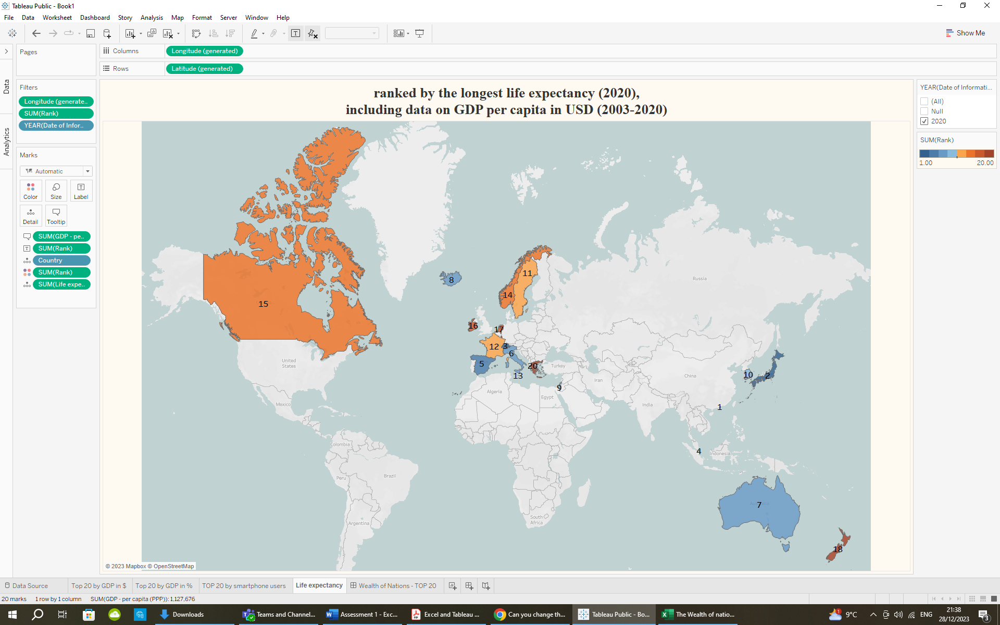 Tableau Public - Book1
File Data Worksheet Dashboard Story Analysis Map Format Server Window Help
Show Me
Pages
Columns Longitude (generated)
Rows Latitude (generated)
Data
Analytics
Filters
Longitude (generate..
SUM(Rank)
YEAR(Date of Infor..
Marks
Automatic
Color Size Label
Detail Tooltip
SUM(GDP - pe..
SUM(Rank)
Country
SUM(Rank)
SUM(Life expe..
ranked by the longest life expectancy (2020),
including data on GDP per capita in USD (2003-2020)
YEAR(Date of Informati...
(All)
Null
2020
SUM(Rank)
1.00 20.00
11
8
Russia
14
15
16
17
12
3
6
5
United
States
20
Turkey
13
10
2
China
Iran
9
Algeria
Egypt
Mexico
India
1
Colombia
4
Indonesia
Peru
Brazil
7
South
Africa
Argentina
18
© 2023 Mapbox © OpenStreetMap
Data Source Top 20 by GDP in $ Top 20 by GDP in % TOP 20 by smartphone users Life expectancy Wealth of Nations - TOP 20
20 marks 1 row by 1 column SUM(GDP - per capita (PPP)): 1,127,676
Downloads Teams and Channel... Assessment 1 - Exc... Excel and Tableau ... Can you change th... Tableau Public - Bo... The Wealth of natio...
1
9°C
ENG
21:38
28/12/2023
3